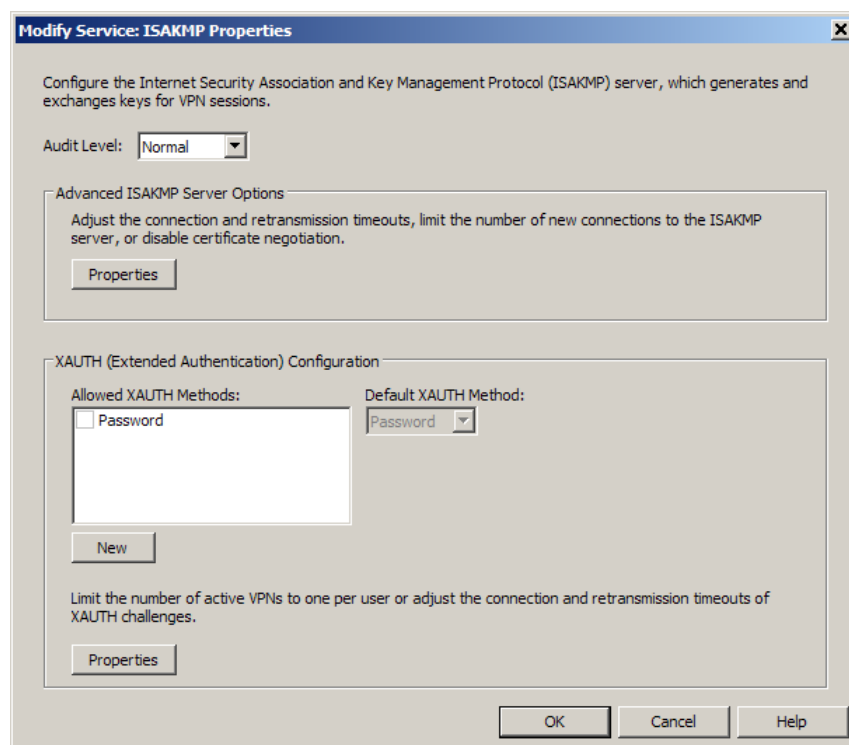 Modify Service: ISAKMP Properties
Configure the Internet Security Association and Key Management Protocol (ISAKMP) server, which generates and
exchanges keys for VPN sessions.
Audit Level: Normal
Advanced ISAKMP Server Options
Adjust the connection and retransmission timeouts, limit the number of new connections to the ISAKMP
server, or disable certificate negotiation.
Properties
XAUTH (Extended Authentication) Configuration
Allowed XAUTH Methods: Default XAUTH Method:
Password Password
New
Limit the number of active VPNs to one per user or adjust the connection and retransmission timeouts of
XAUTH challenges.
Properties
OK Cancel Help